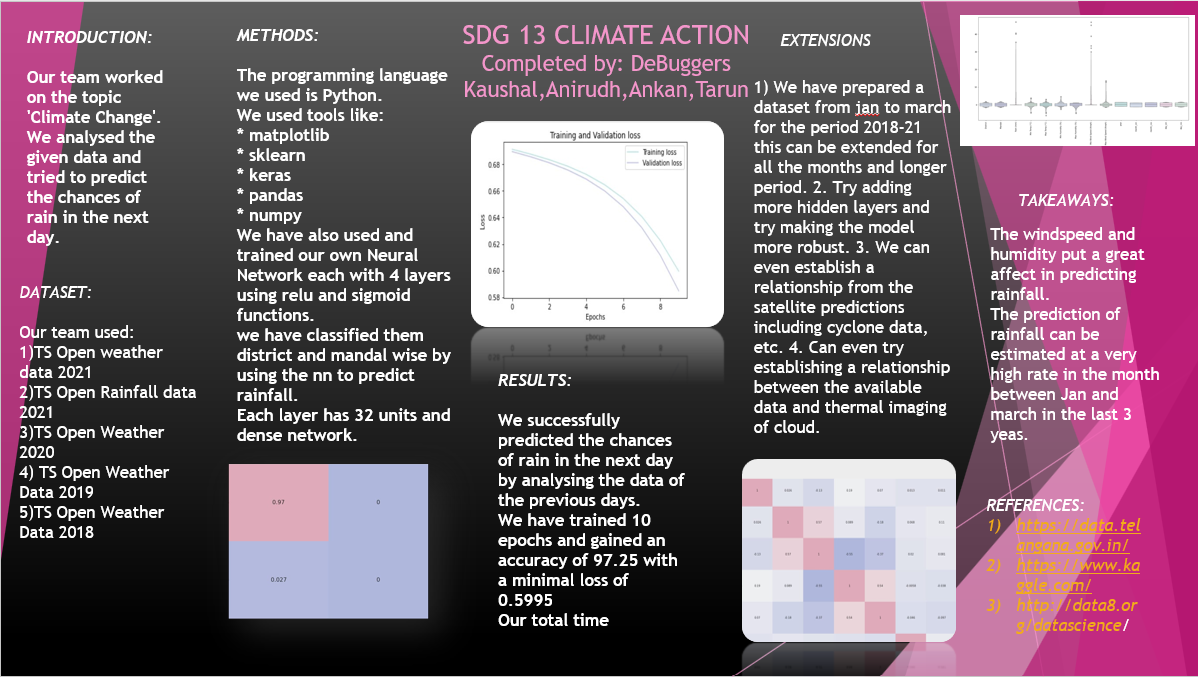 INTRODUCTION:
Our team worked
on the topic
'Climate Change'.
We analysed the
given data and
tried to predict
the chances of
rain in the next
day.
DATASET:
Our team used:
1)TS Open weather
data 2021
2)TS Open Rainfall data
2021
3)TS Open Weather
2020
4) TS Open Weather
Data 2019
5)TS Open Weather
Data 2018
METHODS:
The programming language
we used is Python.
We used tools like:
* matplotlib
* sklearn
* keras
* pandas
* numpy
We have also used and
trained our own Neural
Network each with 4 layers
using relu and sigmoid
functions.
we have classified them
district and mandal wise by
using the nn to predict
rainfall.
Each layer has 32 units and
dense network.
0.97
0
0.027
0
SDG 13 CLIMATE ACTION
Completed by: DeBuggers
Kaushal,Anirudh,Ankan,Tarun
Training and Validation loss
Training loss
Validation loss
0.68
0.66
0.64
0.62
0.60
0.58
Loss
0
2
4
6
8
Epochs
RESULTS:
We successfully
predicted the chances
of rain in the next day
by analysing the data of
the previous days.
We have trained 10
epochs and gained an
accuracy of 97.25 with
a minimal loss of
0.5995
Our total time
EXTENSIONS
1) We have prepared a
dataset from jan to march
for the period 2018-21
this can be extended for
all the months and longer
period. 2. Try adding
more hidden layers and
try making the model
more robust. 3. We can
even establish a
relationship from the
satellite predictions
including cyclone data,
etc. 4. Can even try
establishing a relationship
between the available
data and thermal imaging
of cloud.
TAKEAWAYS:
The windspeed and
humidity put a great
affect in predicting
rainfall.
The prediction of
rainfall can be
estimated at a very
high rate in the month
between Jan and
march in the last 3
yeas.
REFERENCES:
1) https://data.tel
angana.gov.in/
2) https://www.ka
ggle.com/
3) http://data8.or
g/datascience/